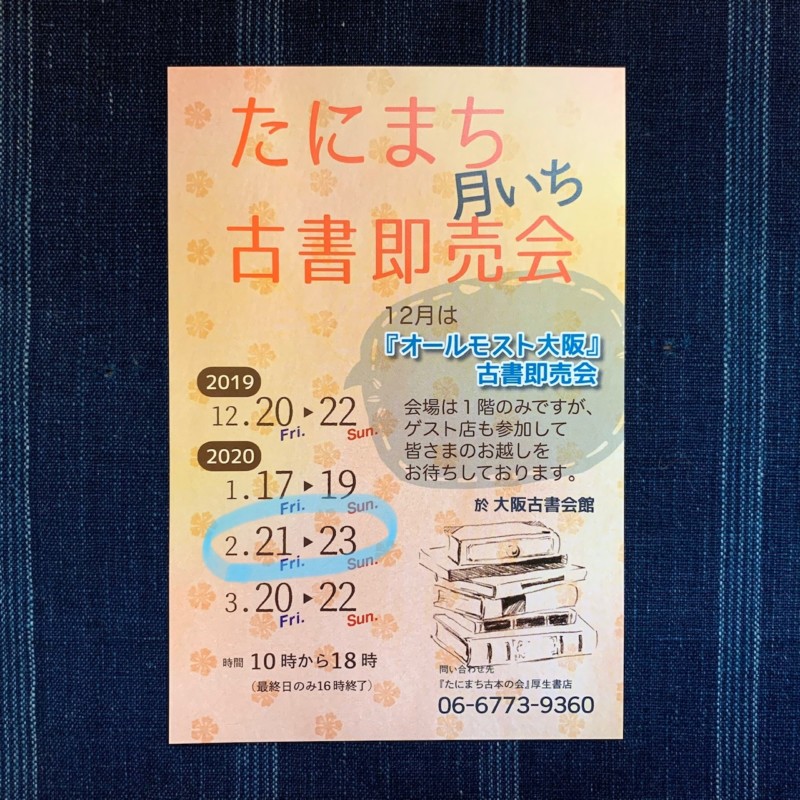 たにまち
月いち
古書即売会
12月は
『オールモスト大阪』
古書即売会
会場は1階のみですが、
ゲスト店も参加して
皆さまのお越しを
お待ちしております。
於 大阪古書会館
2019
12.20▶22
Fri. Sun.
2020
1.17▶19
Fri. Sun.
2.21▶23
Fri. Sun.
3.20▶22
Fri. Sun.
時間 10時から18時
(最終日のみ16時終了)
問い合わせ先
『たにまち古本の会』厚生書店
06-6773-9360